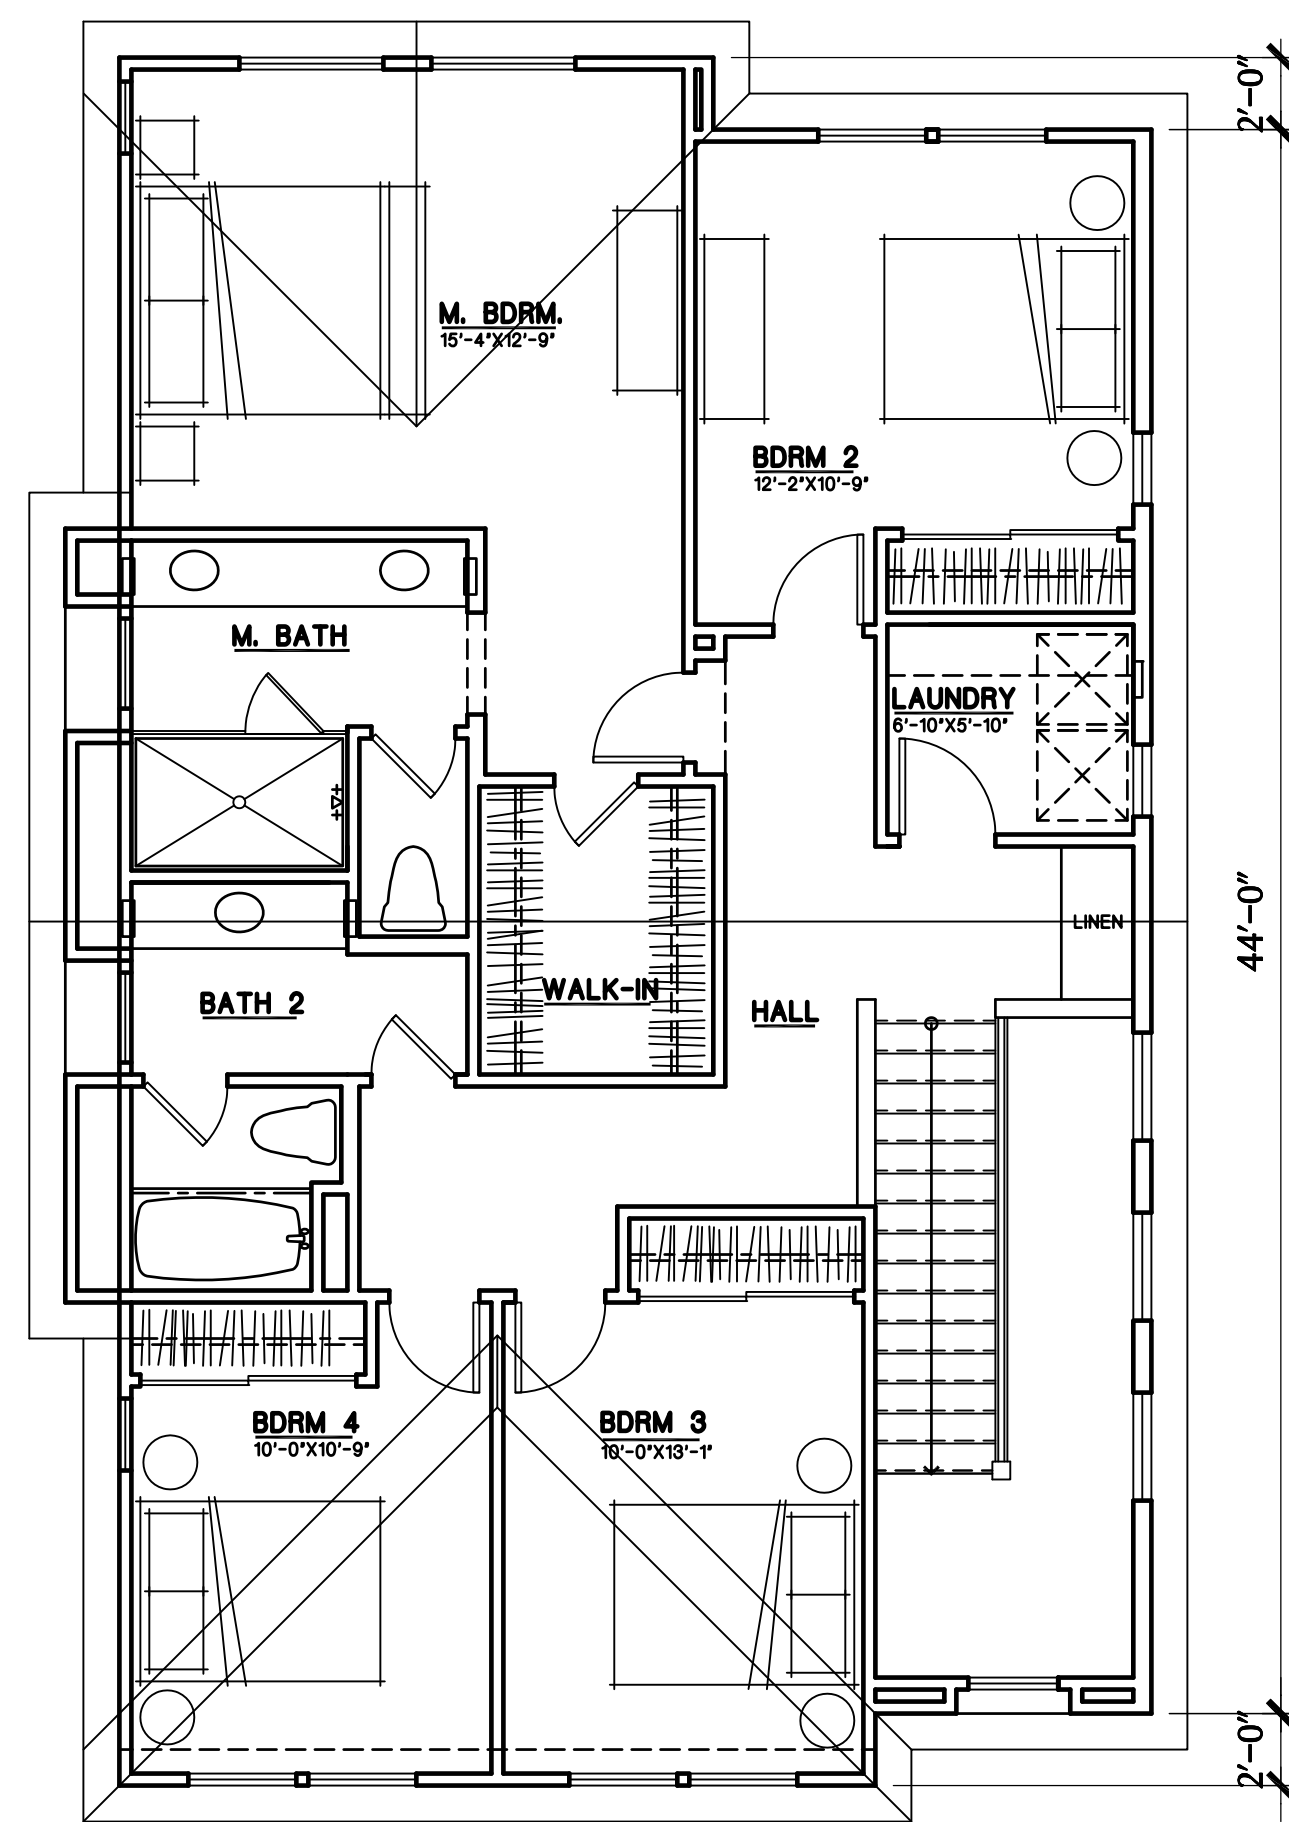 2'-0"
M. BDRM.
15'-4"X12'-9"
BDRM 2
12'-2"X10'-9"
M. BATH
LAUNDRY
6'-10"X5'-10"
44'-0"
LINEN
WALK-IN
BATH 2
HALL
BDRM 4
10'-0"X10'-9"
BDRM 3
10'-0"X13'-1"
2'-0"